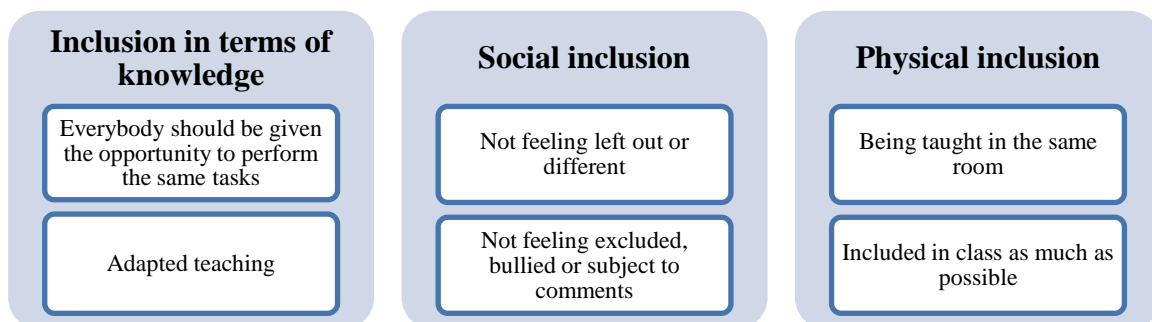 Inclusion in terms of
knowledge
Everybody should be given
the opportunity to perform
the same tasks
Adapted teaching
Social inclusion
Not feeling left out or
different
Not feeling excluded,
bullied or subject to
comments
Physical inclusion
Being taught in the same
room
Included in class as much as
possible